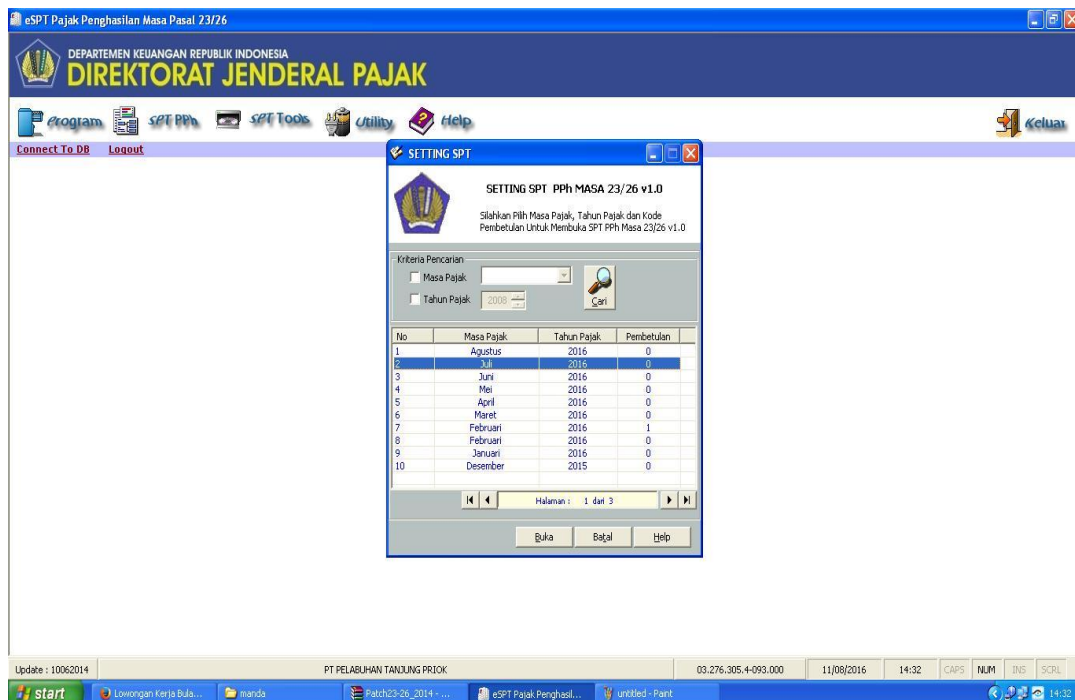 eSPT Pajak Penghasilan Masa Pasal 23/26
DEPARTEMEN KEUANGAN REPUBLIK INDONESIA
DIREKTORAT JENDERAL PAJAK
Program SPT PPh SPT Tools Utility Help Keluar
Connect To DB Logout
SETTING SPT
SETTING SPT PPh MASA 23/26 v1.0
Silahkan Pilih Masa Pajak, Tahun Pajak dan Kode
Pembetulan Untuk Membuka SPT PPh Masa 23/26 v1.0
Kriteria Pencarian
Masa Pajak
Tahun Pajak 2008
Cari
No Masa Pajak Tahun Pajak Pembetulan
1 Agustus 2016 0
2 Juli 2016 0
3 Juni 2016 0
4 Mei 2016 0
5 April 2016 0
6 Maret 2016 0
7 Februari 2016 1
8 Februari 2016 0
9 Januari 2016 0
10 Desember 2015 0
Halaman : 1 dari 3
Buka Batal Help
Update : 10062014 PT PELABUHAN TANJUNG PRIOK 03.276.305.4-093.000 11/08/2016 14:32 CAPS NUM INS SCRL
start Lowongan Kerja Bula... manda Patch23-26_2014 - ... eSPT Pajak Penghasil... untitled - Paint 14:32